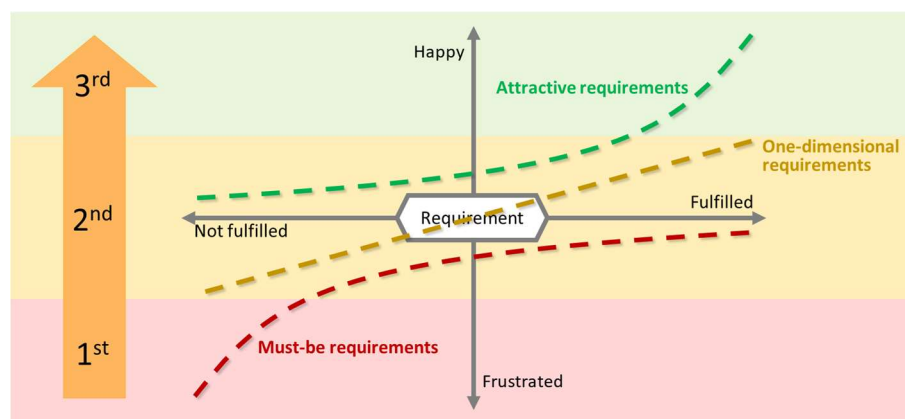 3rd
2nd
1st
Happy
Attractive requirements
One-dimensional
requirements
Fulfilled
Requirement
Not fulfilled
Must-be requirements
Frustrated